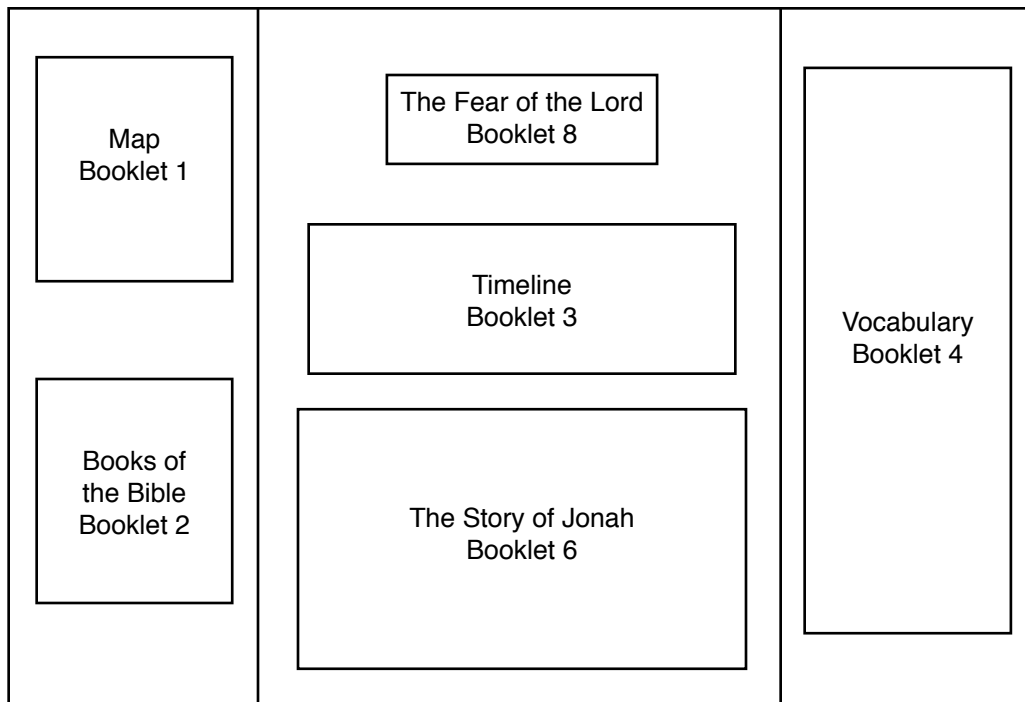 Map
Booklet 1
Books of
the Bible
Booklet 2
The Fear of the Lord
Booklet 8
Timeline
Booklet 3
The Story of Jonah
Booklet 6
Vocabulary
Booklet 4